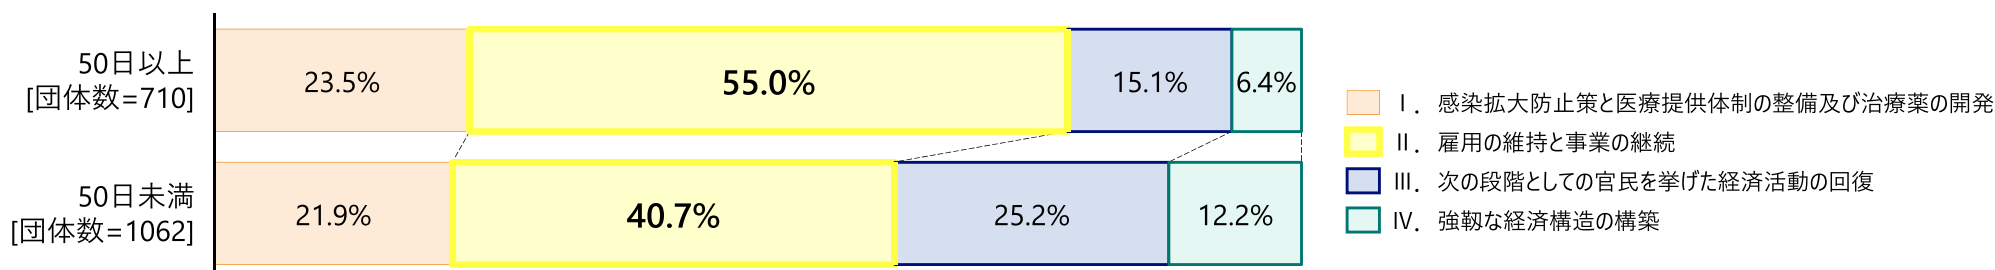 50日以上
[団体数=710]
23.5%
55.0%
15.1%
6.4%
50日未満
[団体数=1062]
21.9%
40.7%
25.2%
12.2%
Ⅰ．感染拡大防止策と医療提供体制の整備及び治療薬の開発
Ⅱ．雇用の維持と事業の継続
Ⅲ．次の段階としての官民を挙げた経済活動の回復
Ⅳ．強靱な経済構造の構築